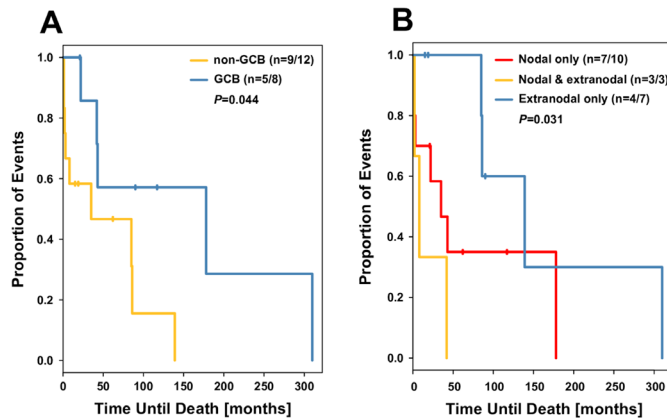 A
non-GCB (n=9/12)
GCB (n=5/8)
P=0.044
1.0
0.8
0.6
0.4
0.2
0.0
Proportion of Events
0 50 100 150 200 250 300
Time Until Death [months]
B
Nodal only (n=7/10)
Nodal & extranodal (n=3/3)
Extranodal only (n=4/7)
P=0.031
1.0
0.8
0.6
0.4
0.2
0.0
Proportion of Events
0 50 100 150 200 250 300
Time Until Death [months]